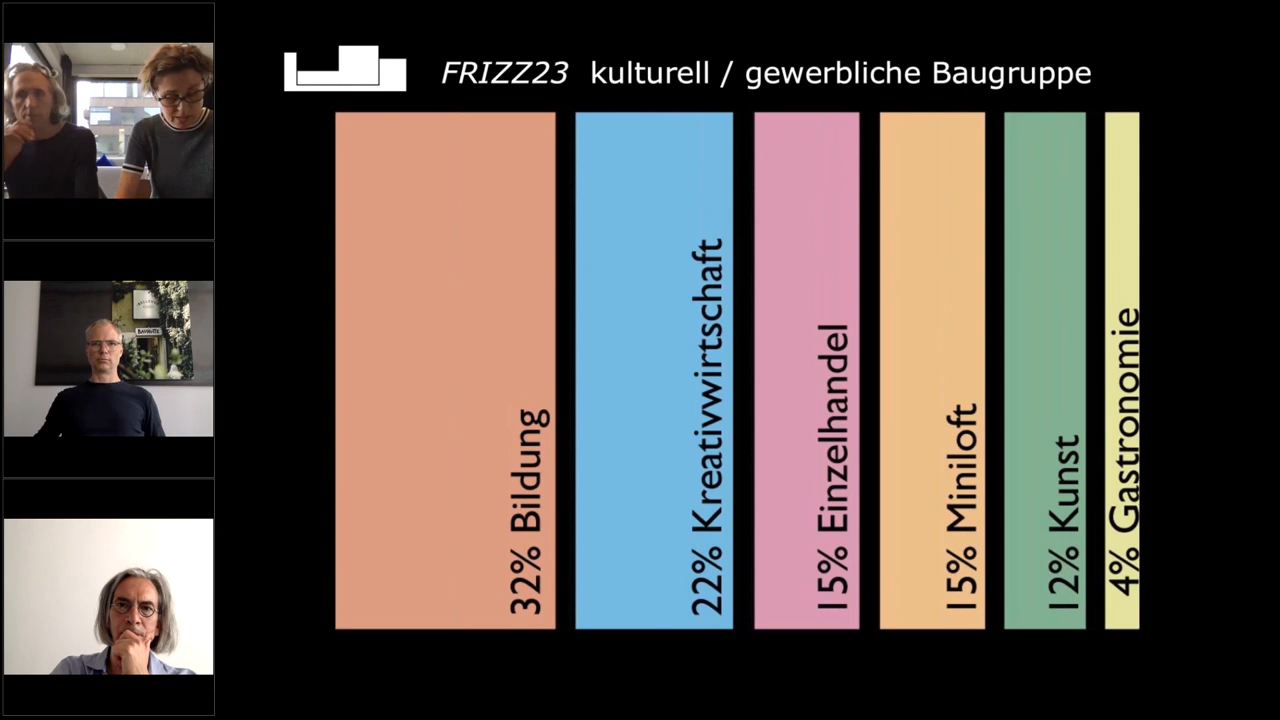 FRIZZ23 kulturell / gewerbliche Baugruppe
32% Bildung
22% Kreativwirtschaft
15% Einzelhandel
15% Miniloft
12% Kunst
4% Gastronomie